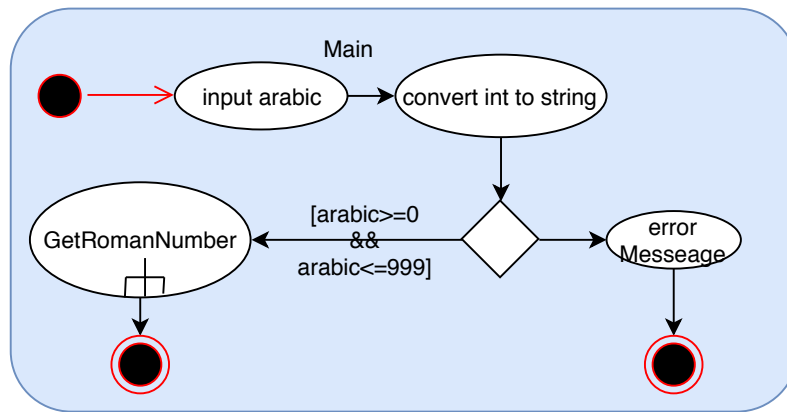 Main
input arabic
convert int to string
GetRomanNumber
[arabic>=0
&&
arabic<=999]
error
Messeage